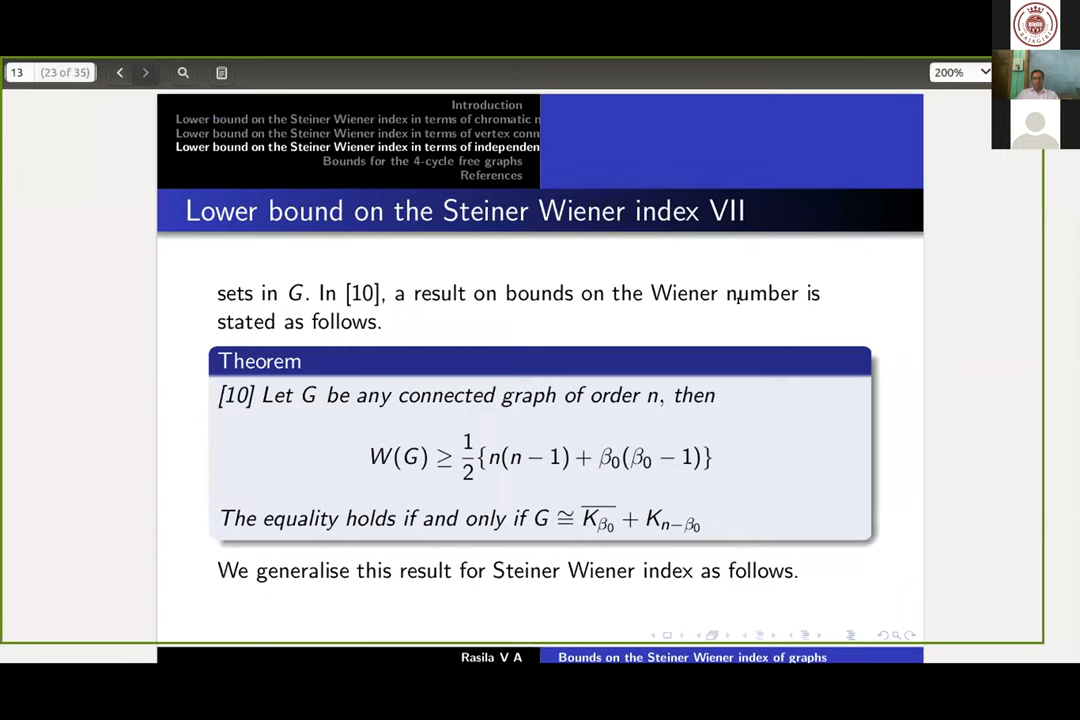 13 (23 of 35)
200%
Introduction
Lower bound on the Steiner Wiener index in terms of chromatic n
Lower bound on the Steiner Wiener index in terms of vertex conn
Lower bound on the Steiner Wiener index in terms of independen
Bounds for the 4-cycle free graphs
References
Lower bound on the Steiner Wiener index VII
sets in G. In [10], a result on bounds on the Wiener number is
stated as follows.
Theorem
[10] Let G be any connected graph of order n, then
W(G) ≥ 1/2{n(n − 1) + β₀(β₀ − 1)}
The equality holds if and only if G ≅ \overline{K_{β₀}} + K_{n−β₀}
We generalise this result for Steiner Wiener index as follows.
Rasila V A
Bounds on the Steiner Wiener index of graphs